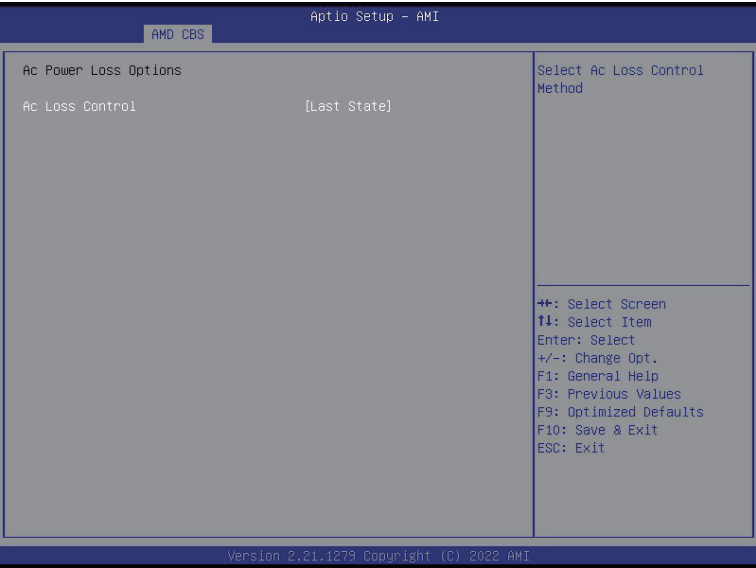 Aptio Setup – AMI
AMD CBS
Ac Power Loss Options
Ac Loss Control [Last State]
Select Ac Loss Control
Method
→←: Select Screen
↑↓: Select Item
Enter: Select
+/-: Change Opt.
F1: General Help
F3: Previous Values
F9: Optimized Defaults
F10: Save & Exit
ESC: Exit
Version 2.21.1279 Copyright (C) 2022 AMI